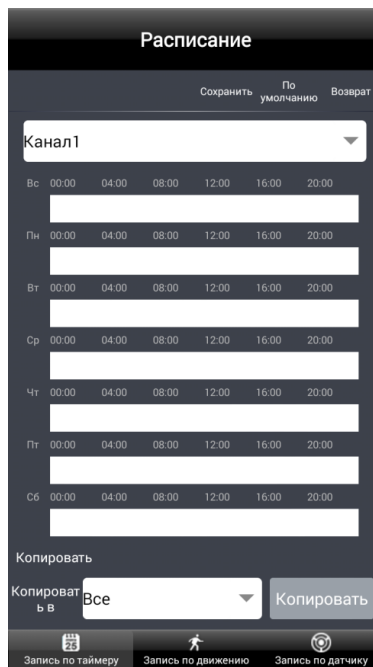 Расписание
Сохранить По умолчанию Возврат
Канал1
Вс 00:00 04:00 08:00 12:00 16:00 20:00
Пн 00:00 04:00 08:00 12:00 16:00 20:00
Вт 00:00 04:00 08:00 12:00 16:00 20:00
Ср 00:00 04:00 08:00 12:00 16:00 20:00
Чт 00:00 04:00 08:00 12:00 16:00 20:00
Пт 00:00 04:00 08:00 12:00 16:00 20:00
Сб 00:00 04:00 08:00 12:00 16:00 20:00
Копировать
Копировать в Все Копировать
25
Запись по таймеру Запись по движению Запись по датчику